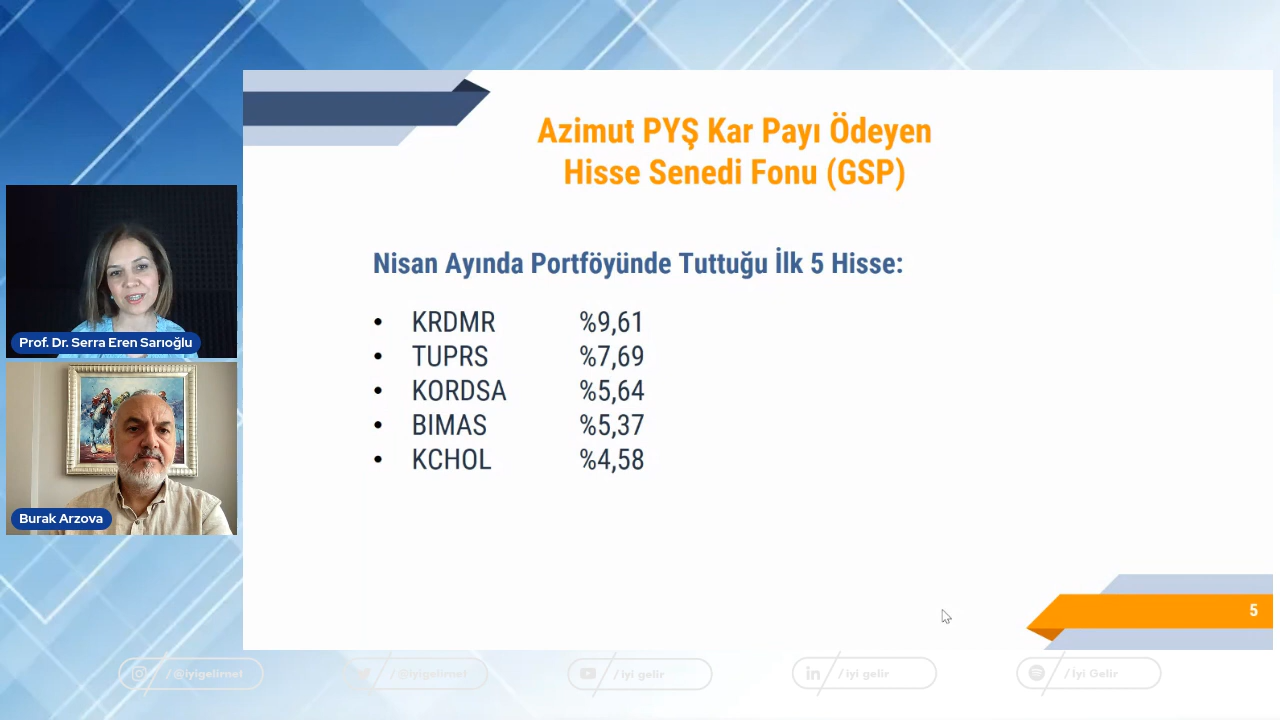 Azimut PYŞ Kar Payı Ödeyen
Hisse Senedi Fonu (GSP)
Nisan Ayında Portföyünde Tuttuğu İlk 5 Hisse:
• KRDMR %9,61
• TUPRS %7,69
• KORDSA %5,64
• BIMAS %5,37
• KCHOL %4,58
5
Prof. Dr. Serra Eren Sarıoğlu
Burak Arzova
/@iyigelirnet
/@iyigelirnet
/iyi gelir
/iyi gelir
/İyi Gelir